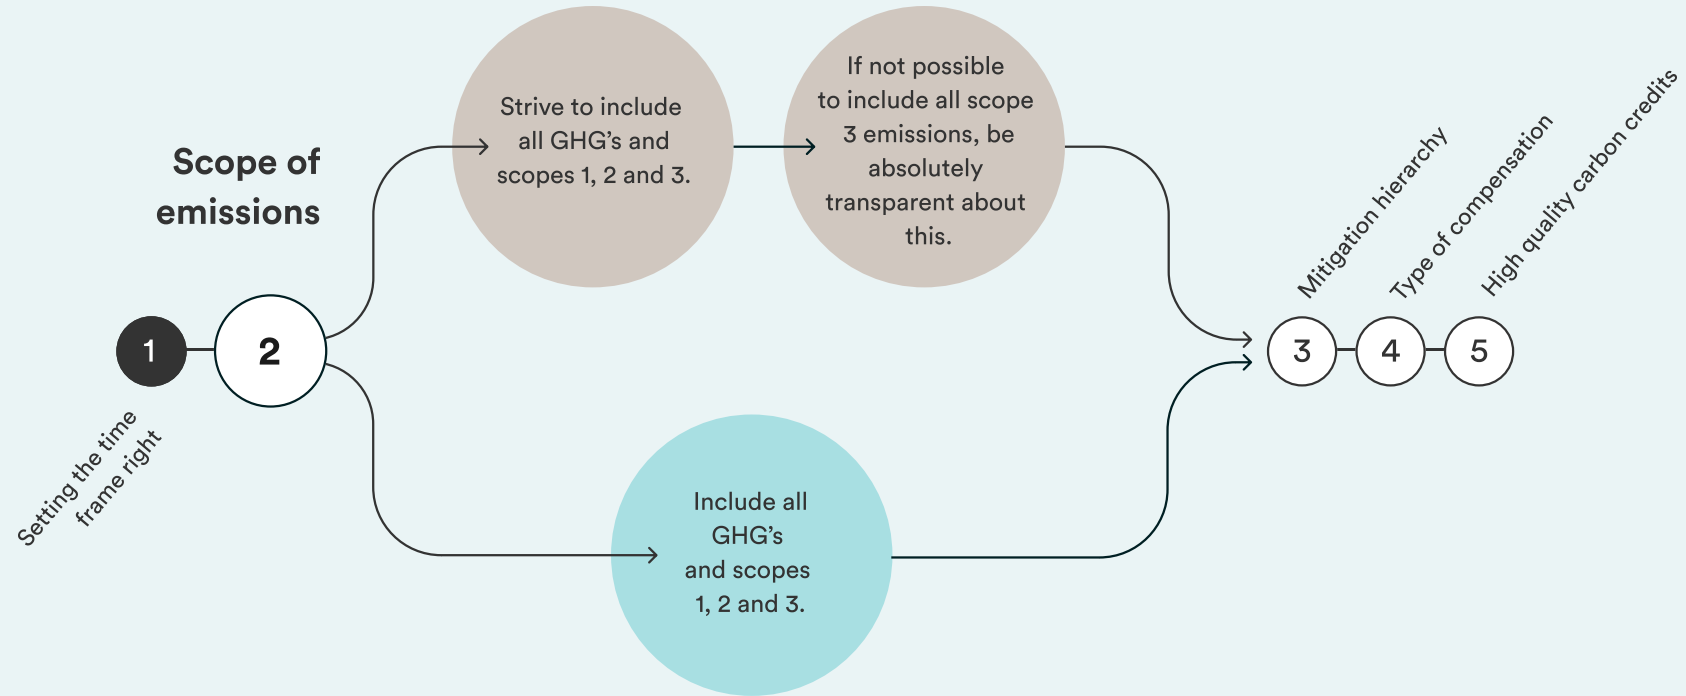 Scope of
emissions
1
Setting the time
frame right
2
Strive to include
all GHG's and
scopes 1, 2 and 3.
If not possible
to include all scope
3 emissions, be
absolutely
transparent about
this.
Include all
GHG's
and scopes
1, 2 and 3.
3
Mitigation hierarchy
4
Type of compensation
5
High quality carbon credits